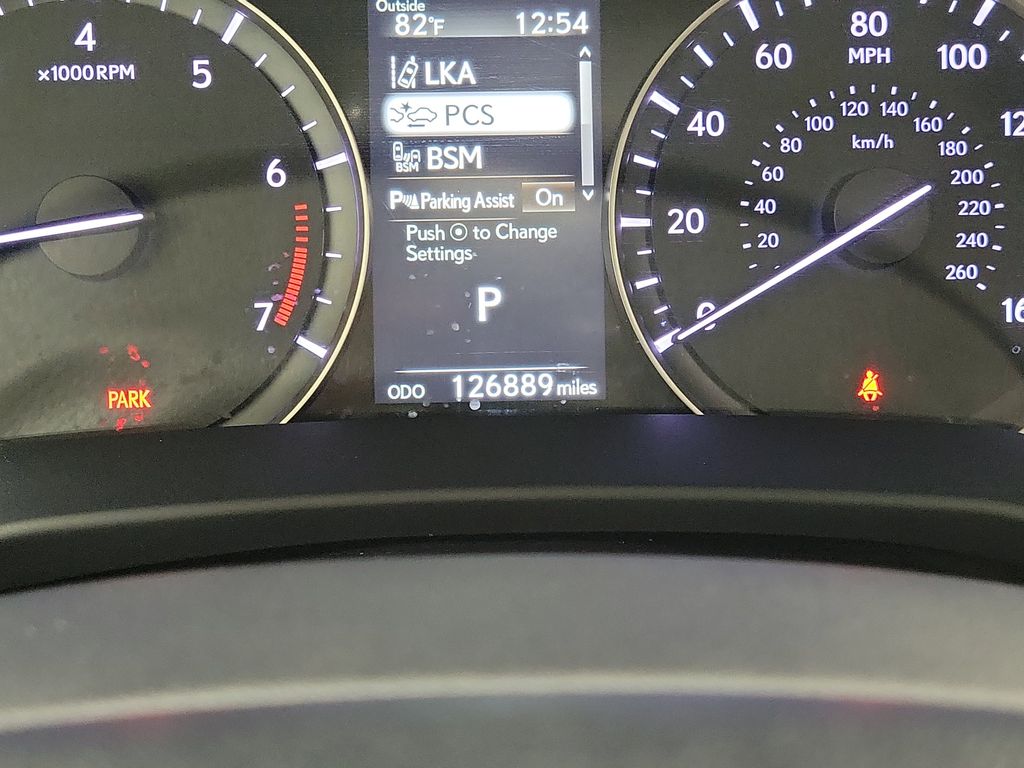 4
×1000RPM
5
6
7
PARK
Outside
82°F 12:54
LKA
PCS
BSM
BSM
P Parking Assist On
Push to Change
Settings
P
ODO 126889 miles
0
20
40
60
80
MPH
100
20
40
60
80
100
120
140
160
180
200
220
240
260
km/h